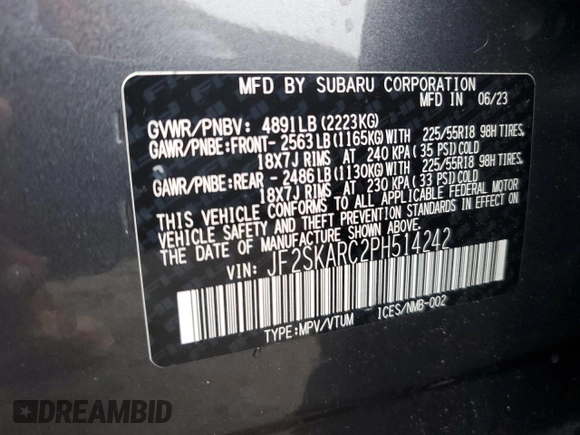 MFD BY SUBARU CORPORATION
MFD IN 06/23
GVWR/PNBV: 4891LB(2223KG)
GAWR/PNBE:FRONT- 2563LB(1165KG)WITH 225/55R18 98H TIRES,
18X7J RIMS AT 240 KPA( 35 PSI)COLD
GAWR/PNBE:REAR - 2486LB(1130KG)WITH 225/55R18 98H TIRES,
18X7J RIMS AT 230 KPA( 33 PSI)COLD
THIS VEHICLE CONFORMS TO ALL APPLICABLE FEDERAL MOTOR
VEHICLE SAFETY AND THEFT PREVENTION STANDARDS IN EFFECT ON
THE DATE OF MANUFACTURE SHOWN ABOVE.
VIN: JF2SKARC2PH514242
TYPE:MPV/VTUM ICES/NMB-002
DREAMBID